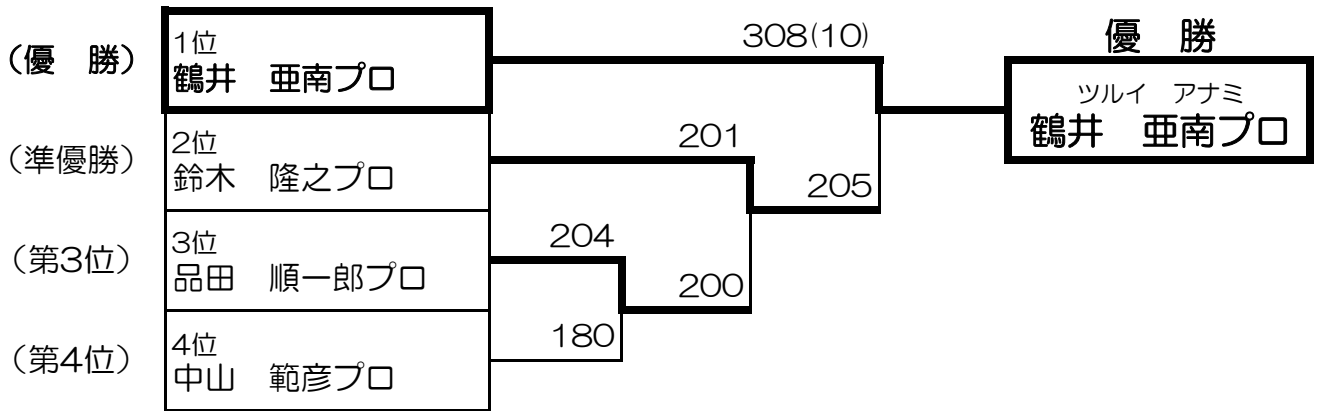 308(10)
優　勝
（優　勝）
1位
鶴井　亜南プロ
ツルイ　アナミ
鶴井　亜南プロ
201
（準優勝）
2位
鈴木　隆之プロ
205
204
（第3位）
3位
品田　順一郎プロ
200
180
（第4位）
4位
中山　範彦プロ